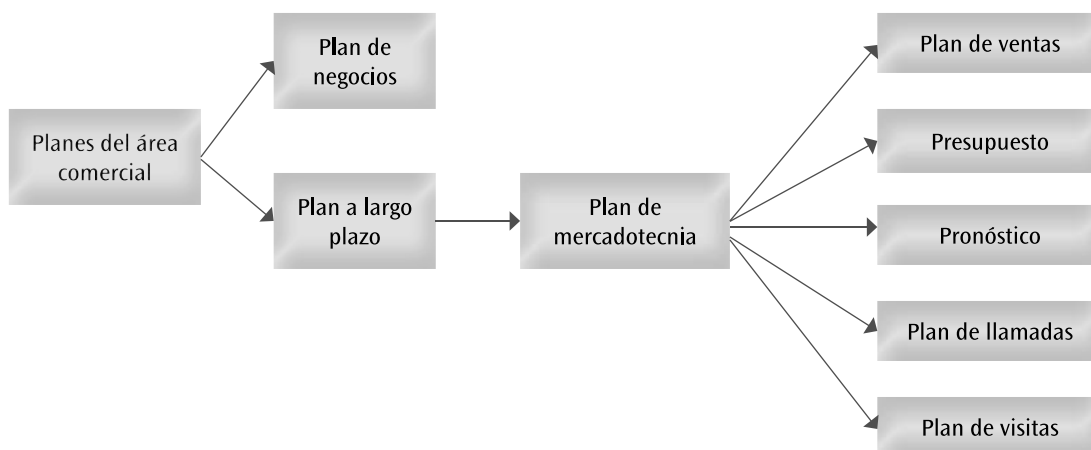 Planes del área
comercial
Plan de
negocios
Plan a largo
plazo
Plan de
mercadotecnia
Plan de ventas
Presupuesto
Pronóstico
Plan de llamadas
Plan de visitas